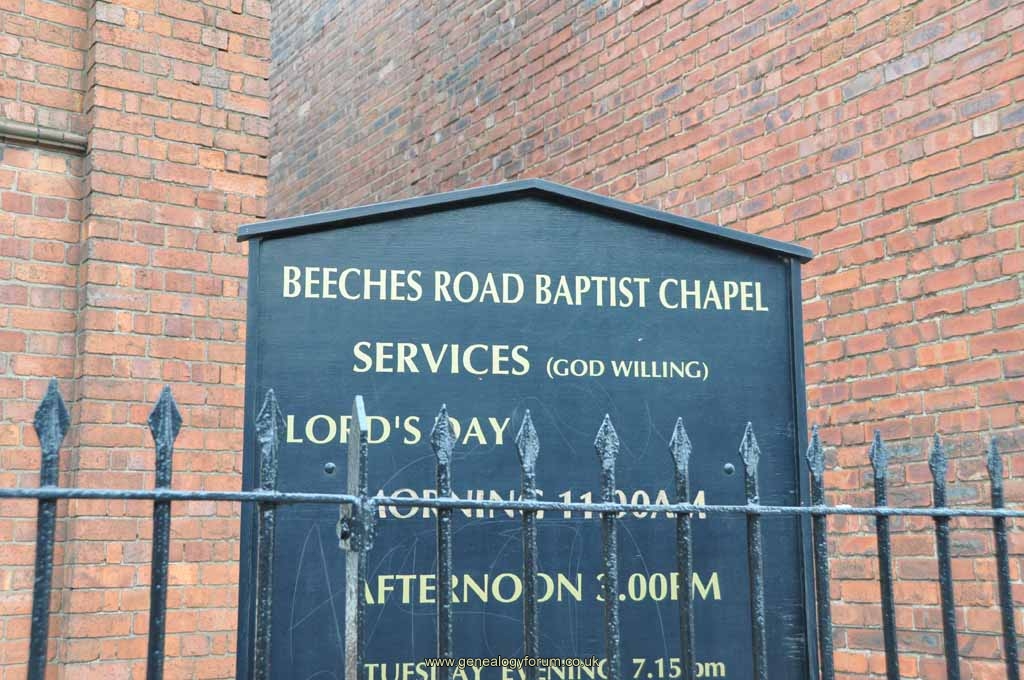 BEECHES ROAD BAPTIST CHAPEL
SERVICES (GOD WILLING)
LORD'S DAY
MORNING 11.00AM
AFTERNOON 3.00PM
TUESDAY EVENING 7.15pm
www.genealogyforum.co.uk